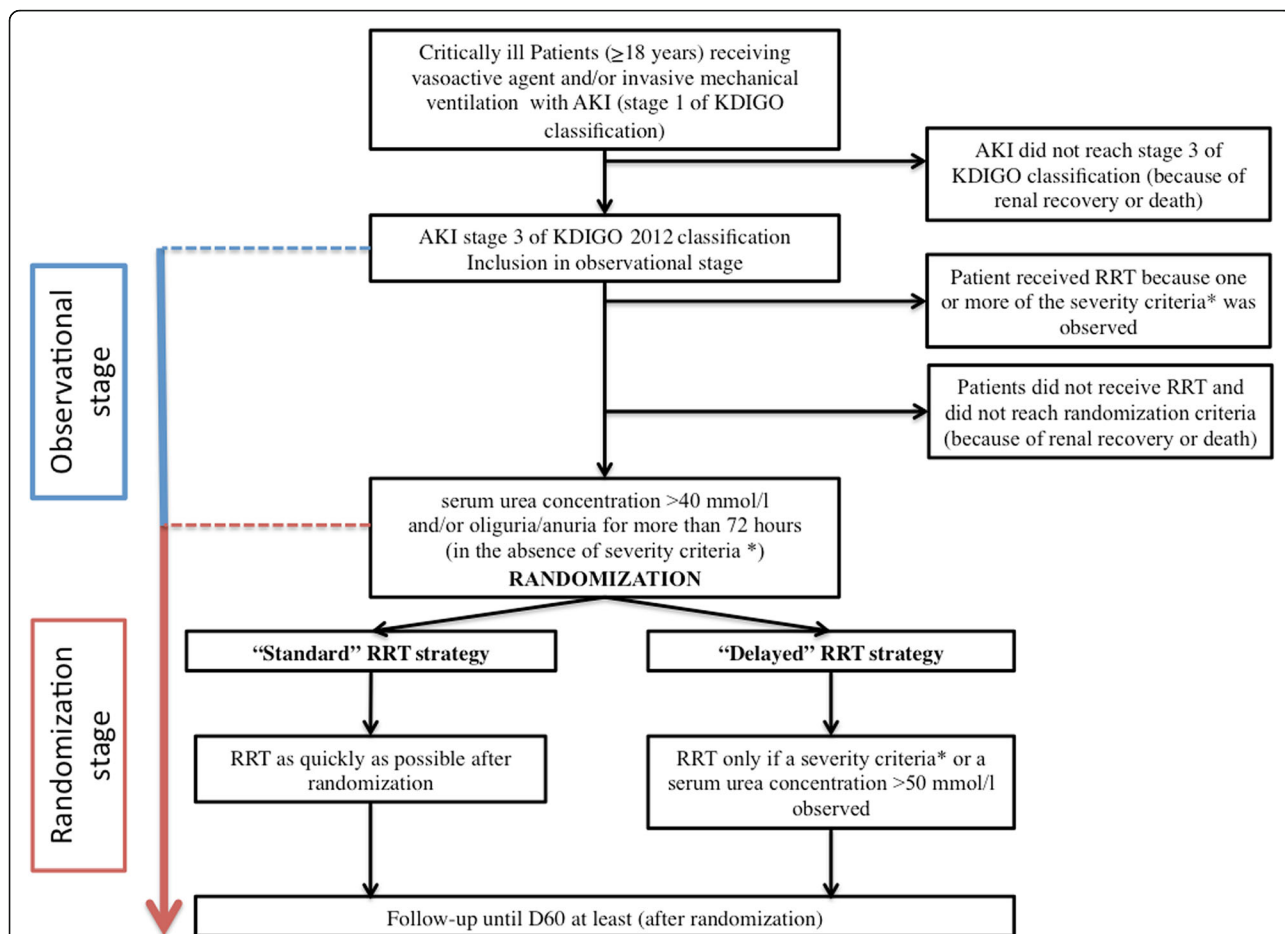 Critically ill Patients (≥18 years) receiving
vasoactive agent and/or invasive mechanical
ventilation with AKI (stage 1 of KDIGO
classification)
AKI did not reach stage 3 of
KDIGO classification (because of
renal recovery or death)
AKI stage 3 of KDIGO 2012 classification
Inclusion in observational stage
Patient received RRT because one
or more of the severity criteria* was
observed
Observational
stage
Patients did not receive RRT and
did not reach randomization criteria
(because of renal recovery or death)
serum urea concentration >40 mmol/l
and/or oliguria/anuria for more than 72 hours
(in the absence of severity criteria *)
RANDOMIZATION
Randomization
stage
“Standard” RRT strategy
“Delayed” RRT strategy
RRT as quickly as possible after
randomization
RRT only if a severity criteria* or a
serum urea concentration >50 mmol/l
observed
Follow-up until D60 at least (after randomization)